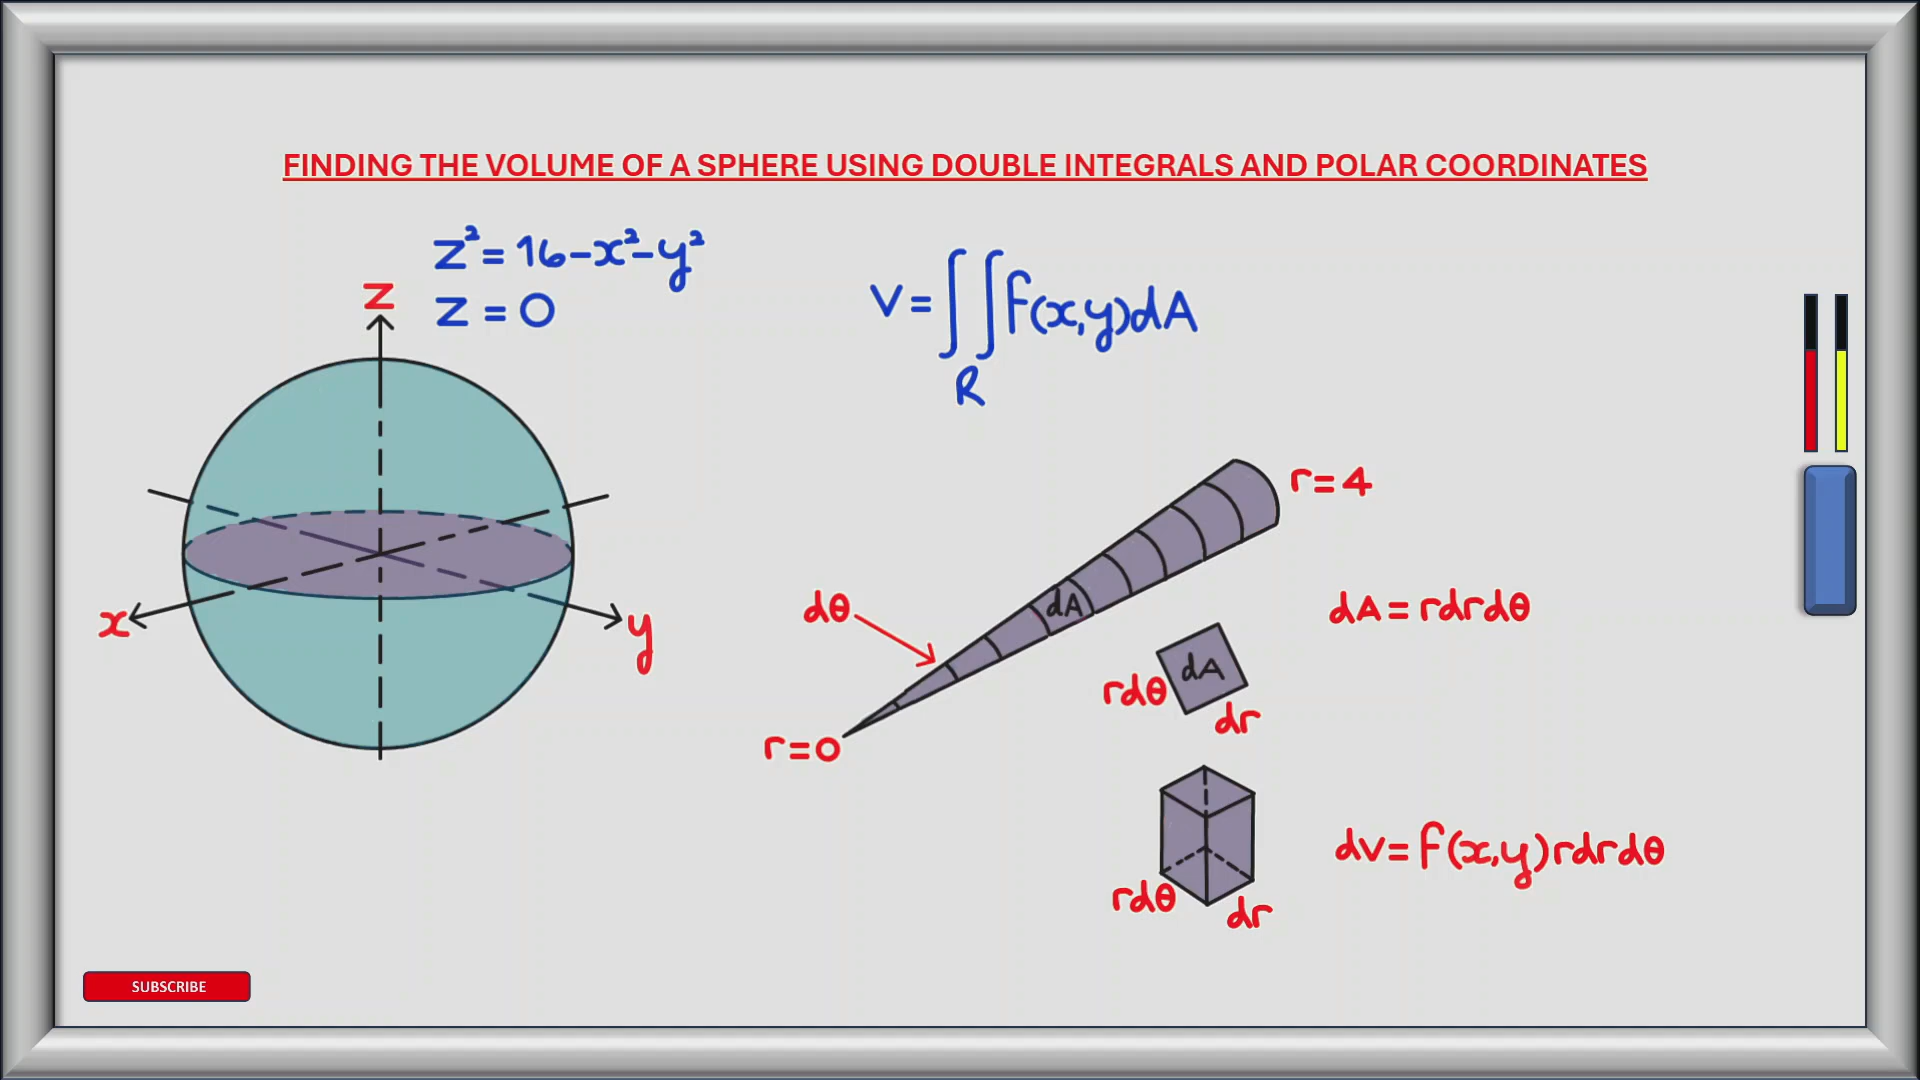 FINDING THE VOLUME OF A SPHERE USING DOUBLE INTEGRALS AND POLAR COORDINATES
z² = 16 - x² - y²
z = 0
z
x
y
V = ∫∫ f(x,y)dA
R
r = 4
dθ
dA
r = 0
dA = rdrdθ
dA
rdθ
dr
dV = f(x,y)rdrdθ
rdθ
dr
SUBSCRIBE